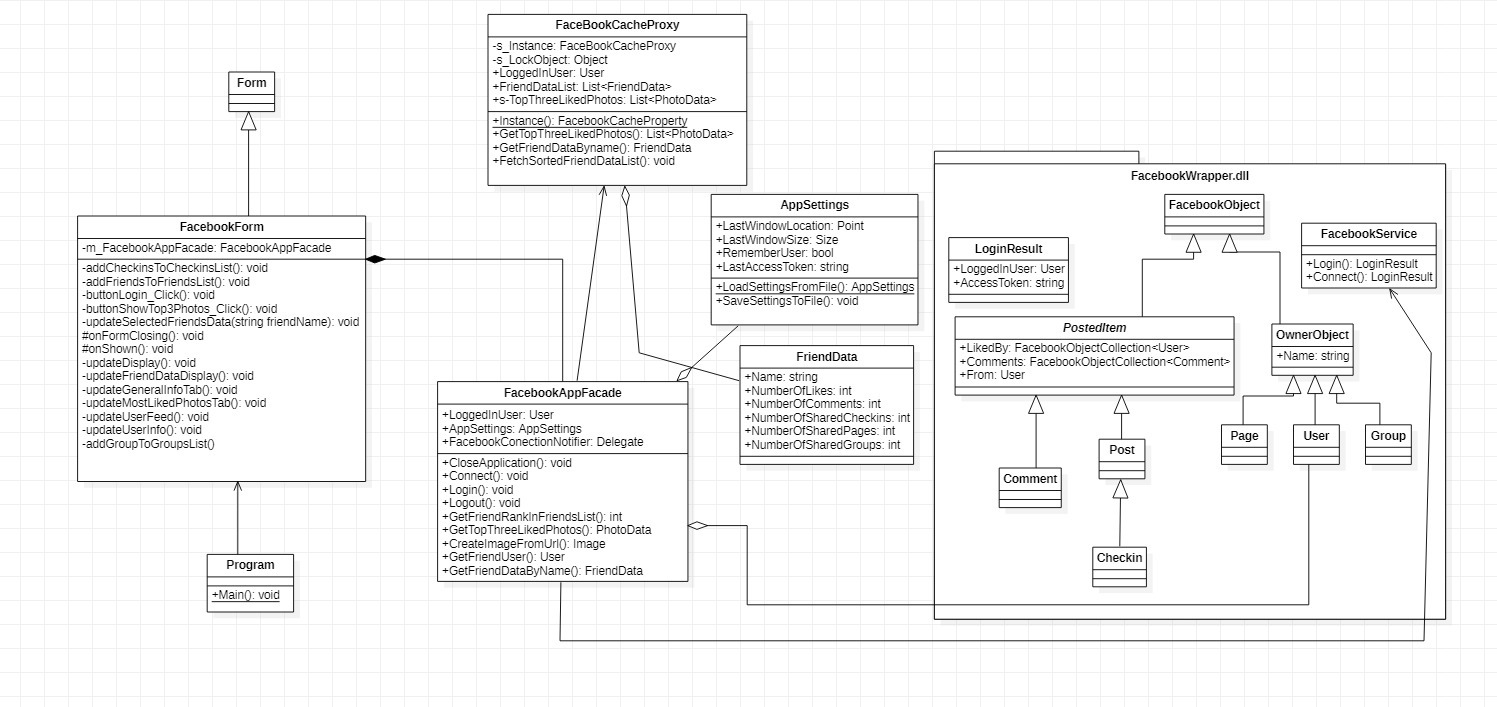 FaceBookCacheProxy
-s_Instance: FaceBookCacheProxy
-s_LockObject: Object
+LoggedInUser: User
+FriendDataList: List<FriendData>
+s-TopThreeLikedPhotos: List<PhotoData>
+Instance(): FacebookCacheProperty
+GetTopThreeLikedPhotos(): List<PhotoData>
+GetFriendDataByname(): FriendData
+FetchSortedFriendDataList(): void
Form
FacebookForm
-m_FacebookAppFacade: FacebookAppFacade
-addCheckinsToCheckinsList(): void
-addFriendsToFriendsList(): void
-buttonLogin_Click(): void
-buttonShowTop3Photos_Click(): void
-updateSelectedFriendsData(string friendName): void
#onFormClosing(): void
#onShown(): void
-updateDisplay(): void
-updateFriendDataDisplay(): void
-updateGeneralInfoTab(): void
-updateMostLikedPhotosTab(): void
-updateUserFeed(): void
-updateUserInfo(): void
-addGroupToGroupsList()
Program
+Main(): void
AppSettings
+LastWindowLocation: Point
+LastWindowSize: Size
+RememberUser: bool
+LastAccessToken: string
+LoadSettingsFromFile(): AppSettings
+SaveSettingsToFile(): void
FriendData
+Name: string
+NumberOfLikes: int
+NumberOfComments: int
+NumberOfSharedCheckins: int
+NumberOfSharedPages: int
+NumberOfSharedGroups: int
FacebookAppFacade
+LoggedInUser: User
+AppSettings: AppSettings
+FacebookConectionNotifier: Delegate
+CloseApplication(): void
+Connect(): void
+Login(): void
+Logout(): void
+GetFriendRankInFriendsList(): int
+GetTopThreeLikedPhotos(): PhotoData
+CreateImageFromUrl(): Image
+GetFriendUser(): User
+GetFriendDataByName(): FriendData
FacebookWrapper.dll
FacebookObject
LoginResult
+LoggedInUser: User
+AccessToken: string
FacebookService
+Login(): LoginResult
+Connect(): LoginResult
PostedItem
+LikedBy: FacebookObjectCollection<User>
+Comments: FacebookObjectCollection<Comment>
+From: User
OwnerObject
+Name: string
Page
User
Group
Post
Comment
Checkin